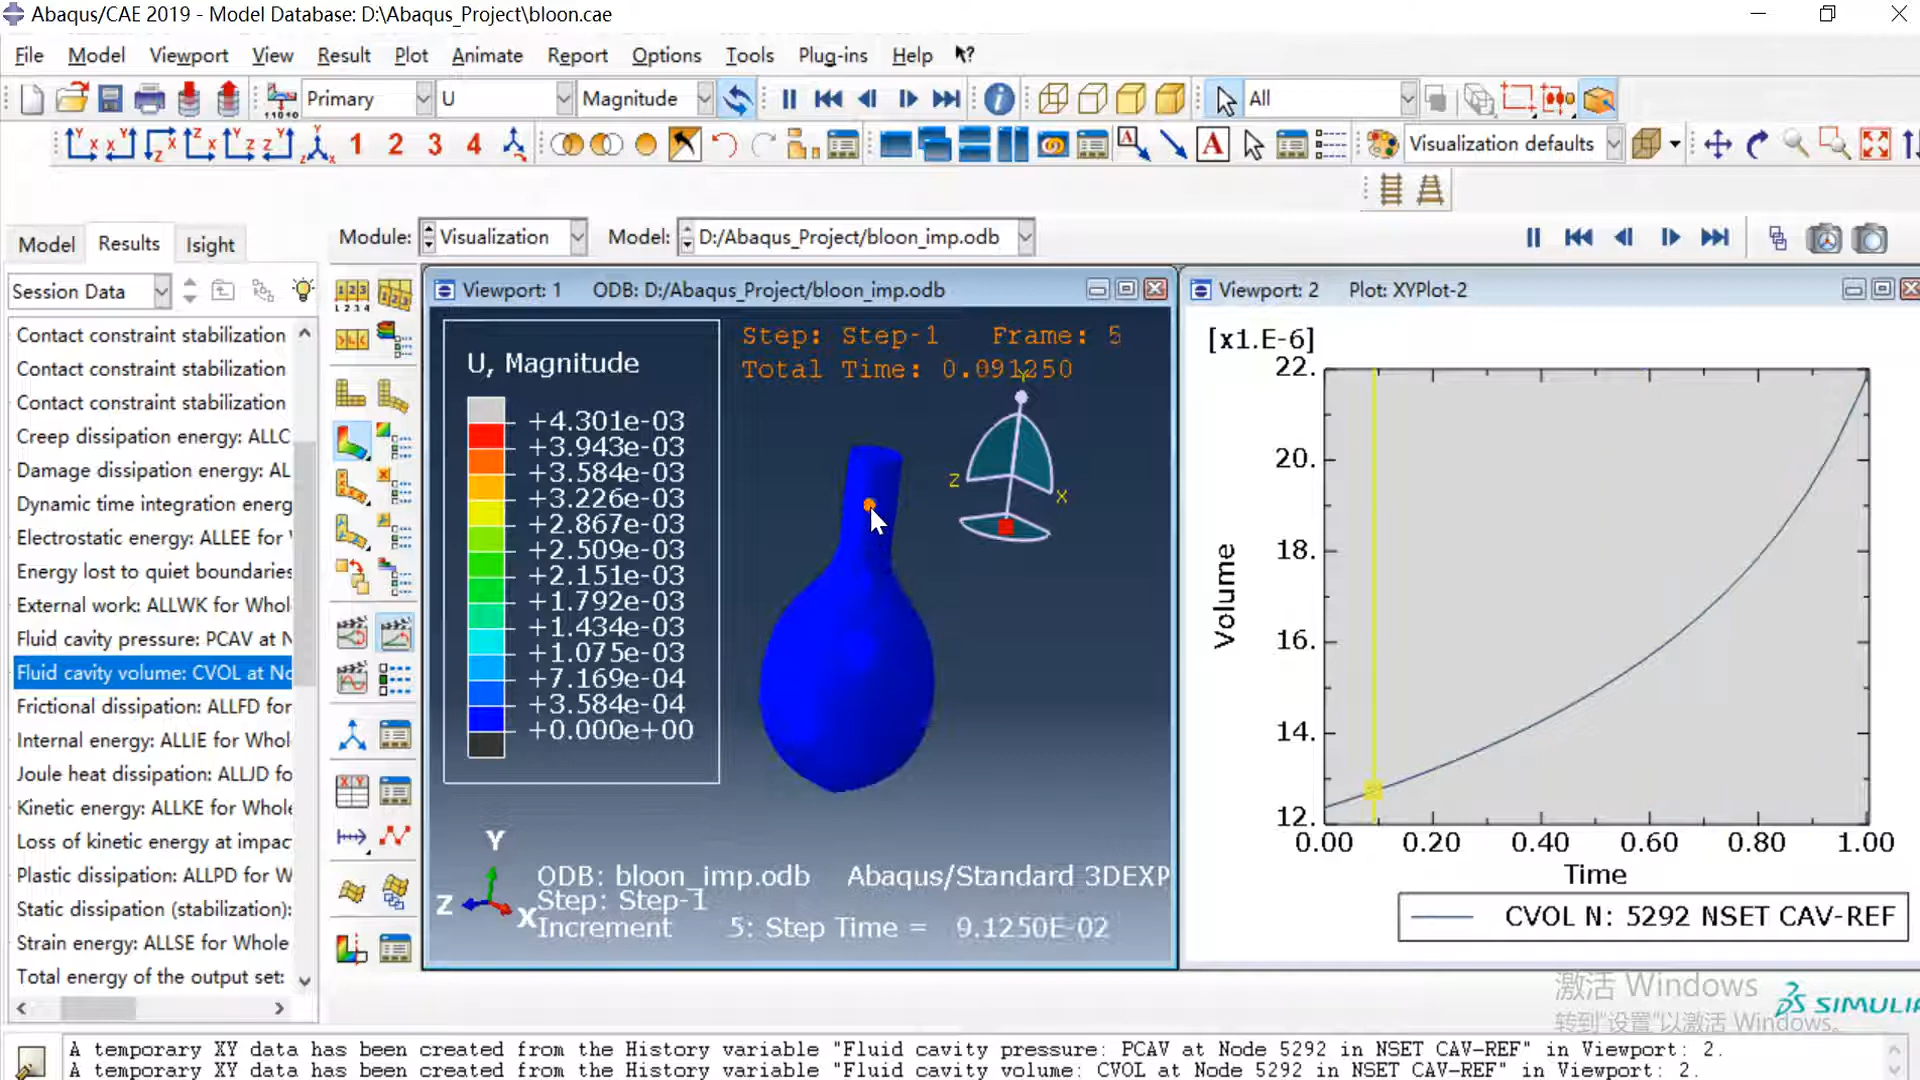 Abaqus/CAE 2019 - Model Database: D:\Abaqus_Project\bloon.cae
File Model Viewport View Result Plot Animate Report Options Tools Plug-ins Help
11010 Primary U Magnitude All
1 2 3 4 Visualization defaults
Model Results Isight
Module: Visualization Model: D:/Abaqus_Project/bloon_imp.odb
Session Data
Contact constraint stabilization
Contact constraint stabilization
Contact constraint stabilization
Creep dissipation energy: ALLC
Damage dissipation energy: AL
Dynamic time integration energ
Electrostatic energy: ALLEE for
Energy lost to quiet boundaries
External work: ALLWK for Whol
Fluid cavity pressure: PCAV at N
Fluid cavity volume: CVOL at No
Frictional dissipation: ALLFD for
Internal energy: ALLIE for Whol
Joule heat dissipation: ALLJD fo
Kinetic energy: ALLKE for Whole
Loss of kinetic energy at impac
Plastic dissipation: ALLPD for W
Static dissipation (stabilization):
Strain energy: ALLSE for Whole
Total energy of the output set:
Viewport: 1 ODB: D:/Abaqus_Project/bloon_imp.odb
U, Magnitude
+4.301e-03
+3.943e-03
+3.584e-03
+3.226e-03
+2.867e-03
+2.509e-03
+2.151e-03
+1.792e-03
+1.434e-03
+1.075e-03
+7.169e-04
+3.584e-04
+0.000e+00
Step: Step-1 Frame: 5
Total Time: 0.091250
Y
Z
X
Y
Z
X
ODB: bloon_imp.odb Abaqus/Standard 3DEXP
Step: Step-1
Increment 5: Step Time = 9.1250E-02
Viewport: 2 Plot: XYPlot-2
[x1.E-6]
22.
20.
18.
16.
14.
12.
Volume
0.00 0.20 0.40 0.60 0.80 1.00
Time
CVOL N: 5292 NSET CAV-REF
激活 Windows
转到"设置"以激活 Windows。
SIMULIA
A temporary XY data has been created from the History variable "Fluid cavity pressure: PCAV at Node 5292 in NSET CAV-REF" in Viewport: 2.
A temporary XY data has been created from the History variable "Fluid cavity volume: CVOL at Node 5292 in NSET CAV-REF" in Viewport: 2.